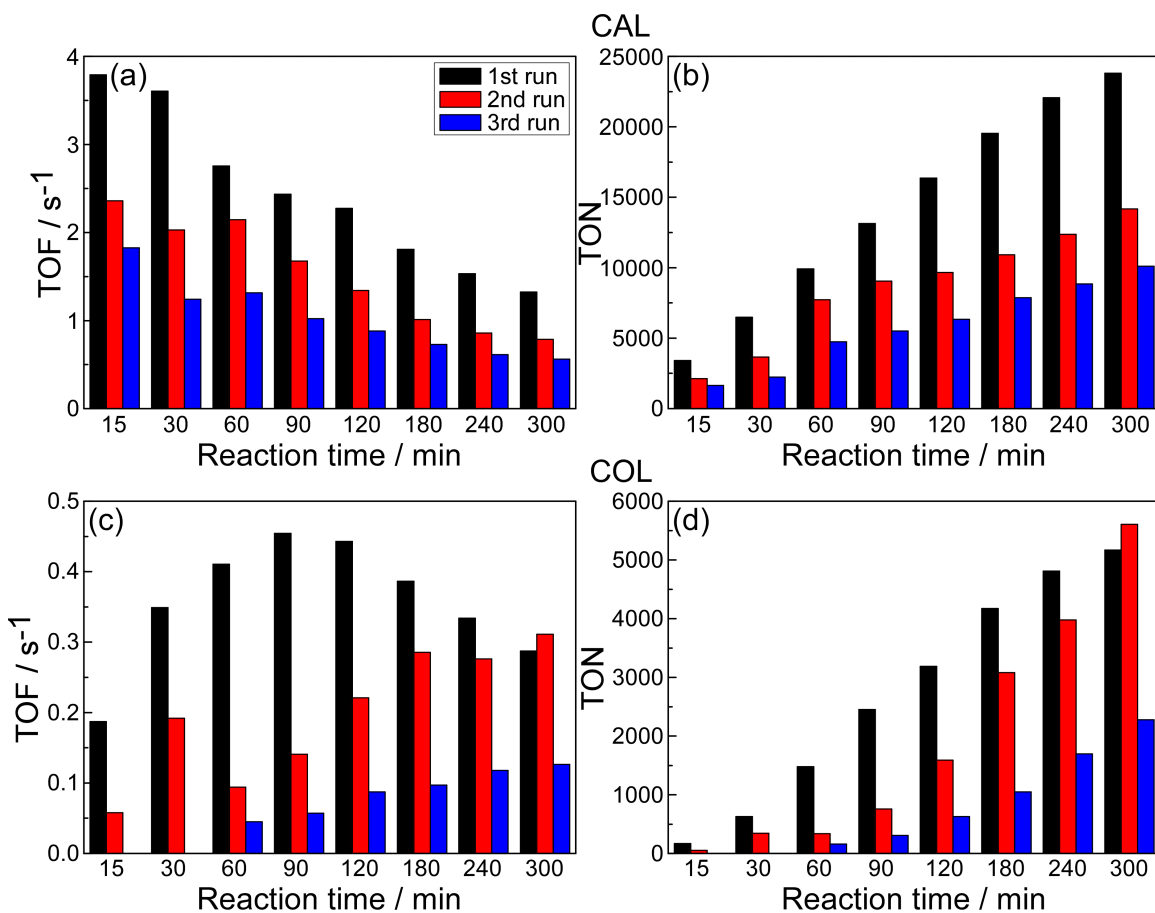 CAL
(a)
1st run
2nd run
3rd run
4
3
2
1
0
TOF / s-1
15 30 60 90 120 180 240 300
Reaction time / min
(b)
25000
20000
15000
10000
5000
0
TON
15 30 60 90 120 180 240 300
Reaction time / min
COL
(c)
0.5
0.4
0.3
0.2
0.1
0.0
TOF / s-1
15 30 60 90 120 180 240 300
Reaction time / min
(d)
6000
5000
4000
3000
2000
1000
0
TON
15 30 60 90 120 180 240 300
Reaction time / min